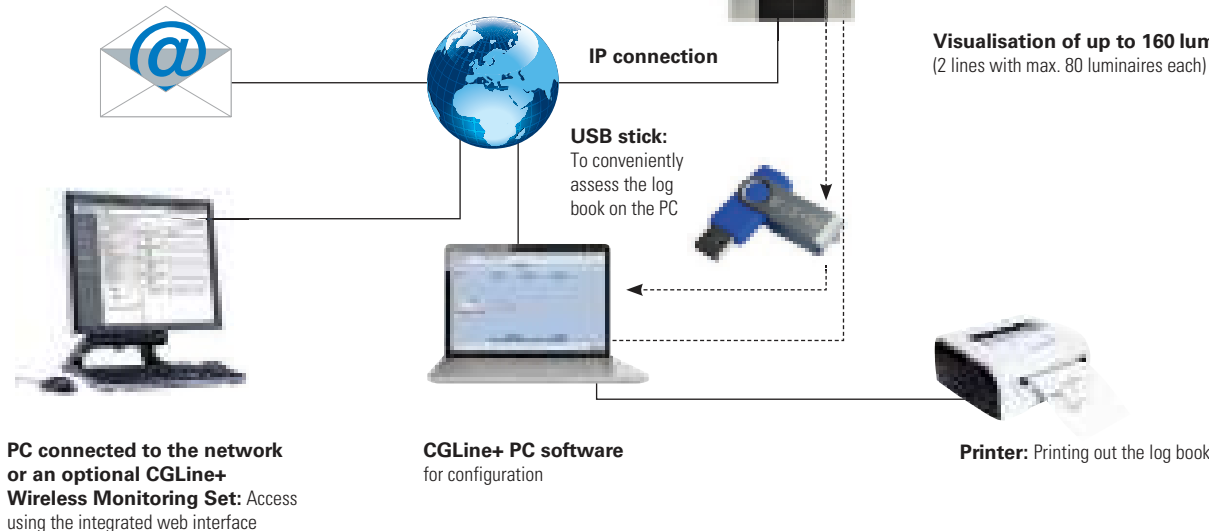 @
IP connection
Visualisation of up to 160
(2 lines with max. 80 luminaires each)
USB stick:
To conveniently
assess the log
book on the PC
PC connected to the network
or an optional CGLine+
Wireless Monitoring Set: Access
using the integrated web interface
CGLine+ PC software
for configuration
Printer: Printing out the log book